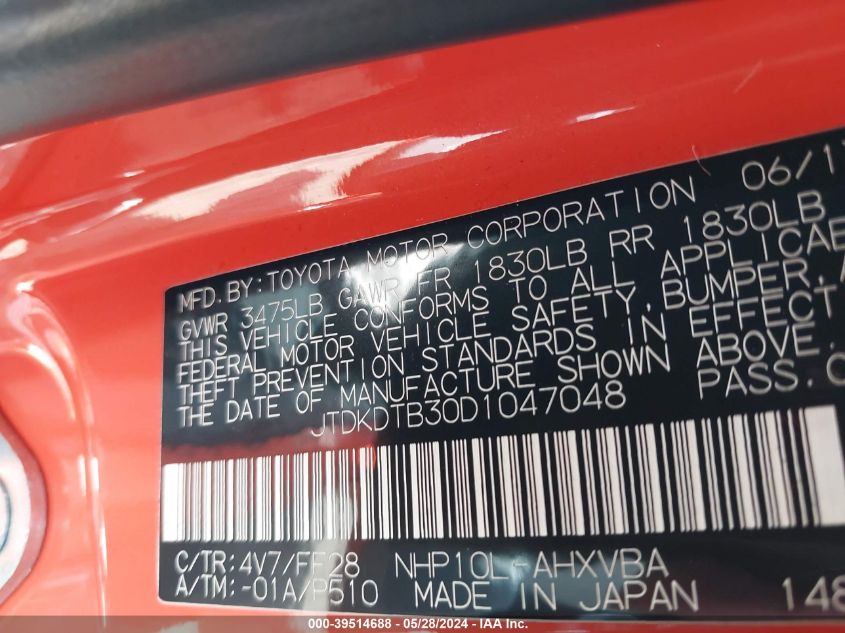 MFD. BY: TOYOTA MOTOR CORPORATION 06/1
GVWR 3475LB GAWR FR 1830LB RR 1830LB
THIS VEHICLE CONFORMS TO ALL APPLICAB
FEDERAL MOTOR VEHICLE SAFETY, BUMPER, A
THEFT PREVENTION STANDARDS IN EFFECT
THE DATE OF MANUFACTURE SHOWN ABOVE.
JTDKDTB30D1047048 PASS. C
C/TR: 4V7/FF28 NHP10L-AHXVBA
A/TM: -01A/P510 MADE IN JAPAN 148
000-39514688 - 05/28/2024 - IAA Inc.